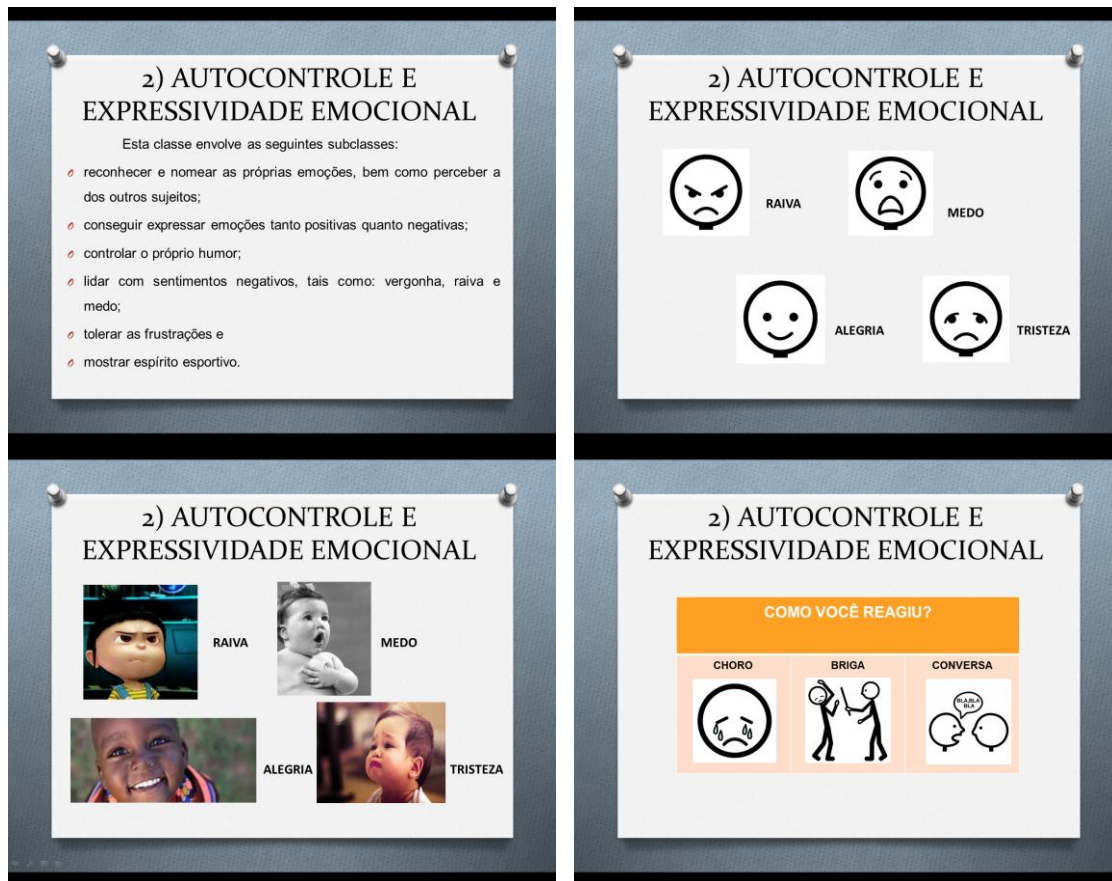 2) AUTOCONTROLE E
EXPRESSIVIDADE EMOCIONAL
Esta classe envolve as seguintes subclasses:
reconhecer e nomear as próprias emoções, bem como perceber a
dos outros sujeitos;
conseguir expressar emoções tanto positivas quanto negativas;
controlar o próprio humor;
lidar com sentimentos negativos, tais como: vergonha, raiva e
medo;
tolerar as frustrações e
mostrar espírito esportivo.
2) AUTOCONTROLE E
EXPRESSIVIDADE EMOCIONAL
RAIVA
MEDO
ALEGRIA
TRISTEZA
2) AUTOCONTROLE E
EXPRESSIVIDADE EMOCIONAL
RAIVA
MEDO
ALEGRIA
TRISTEZA
2) AUTOCONTROLE E
EXPRESSIVIDADE EMOCIONAL
COMO VOCÊ REAGIU?
CHORO
BRIGA
CONVERSA
BLA,BLA
BLA